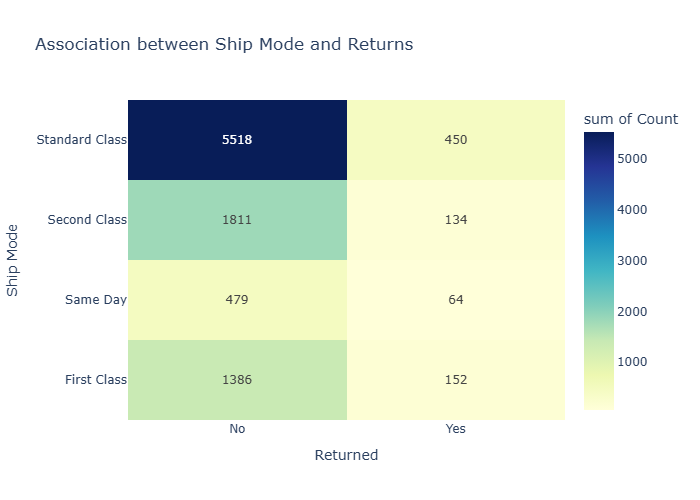 Association between Ship Mode and Returns
sum of Count
Standard Class 5518 450 5000
4000
Second Class 1811 134
3000
Ship Mode
Same Day 479 64 2000
First Class 1386 152 1000
No Yes
Returned